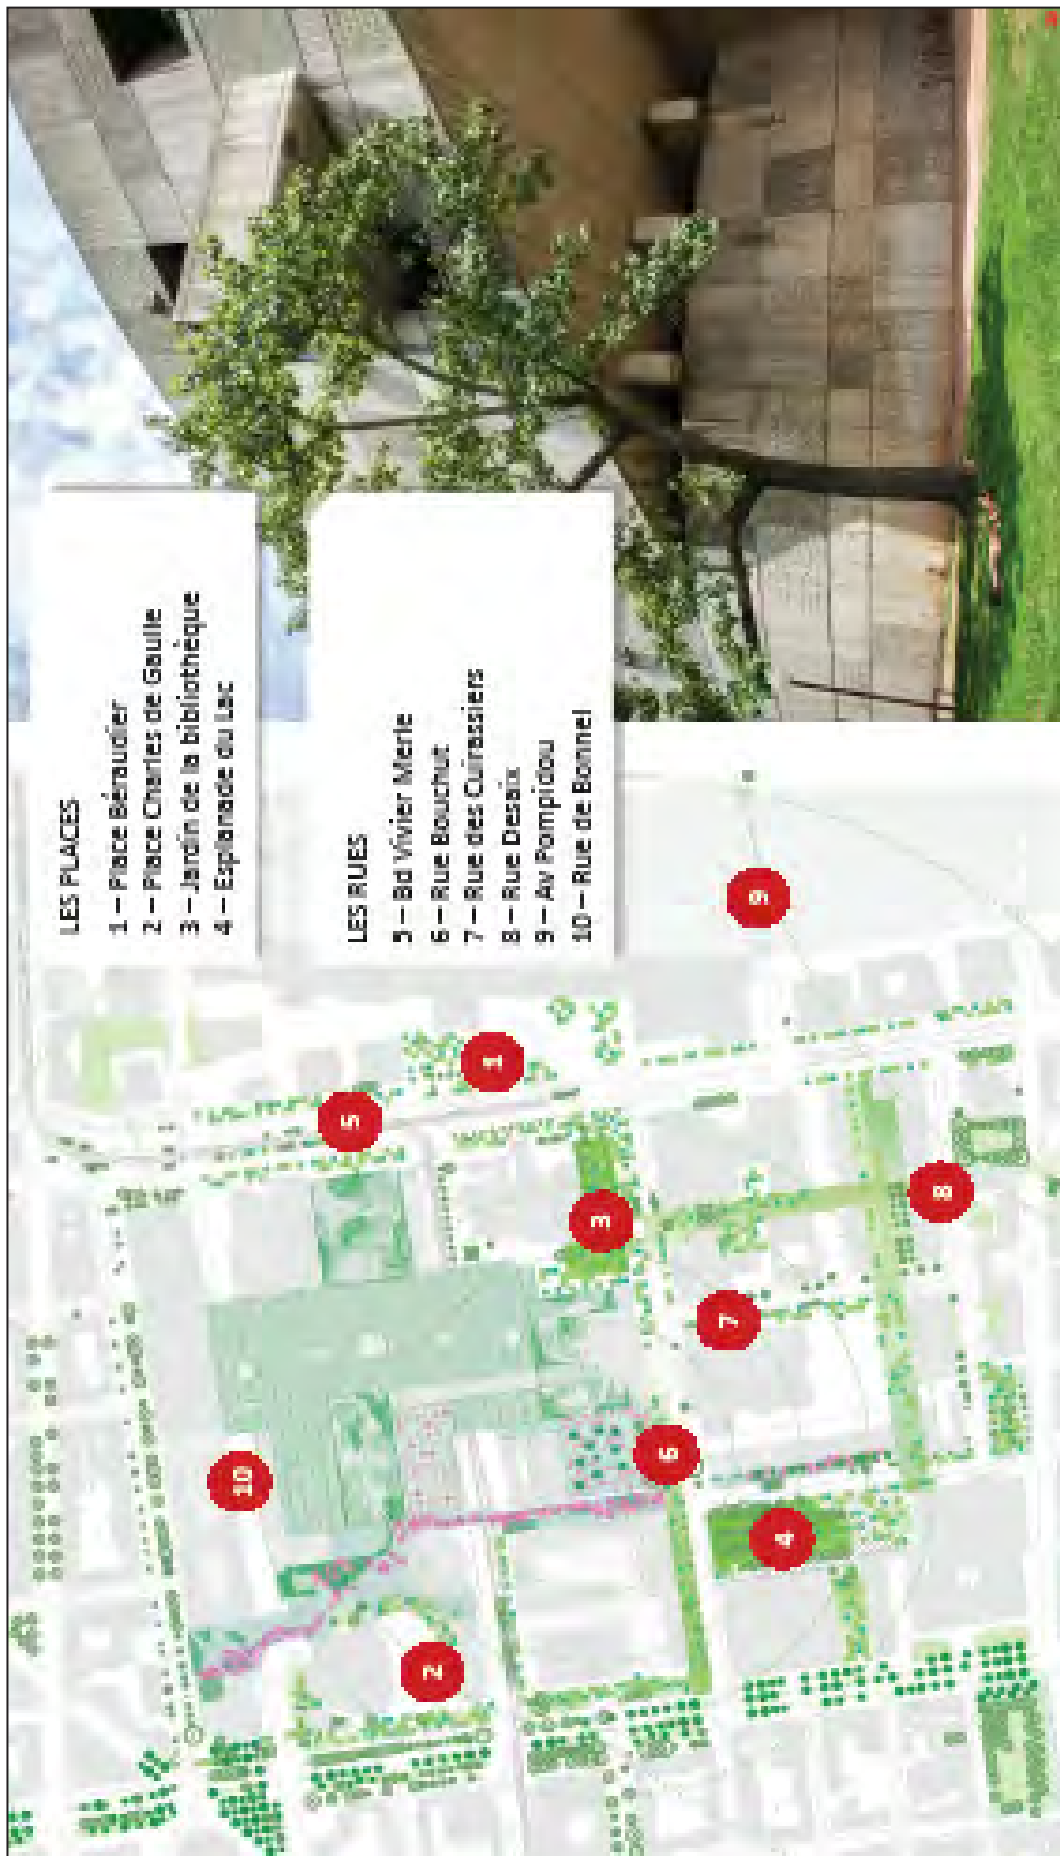 LES PLACES
1 – Place Béraudier
2 – Place Charles de Gaulle
3 – Jardin de la bibliothèque
4 – Esplanade du Lac
LES RUES
5 – Bd Vivier Merle
6 – Rue Bouchut
7 – Rue des Cuirassiers
8 – Rue Desaix
9 – Av Pompidou
10 – Rue de Bonnel
10
5
1
2
3
6
7
4
8
9